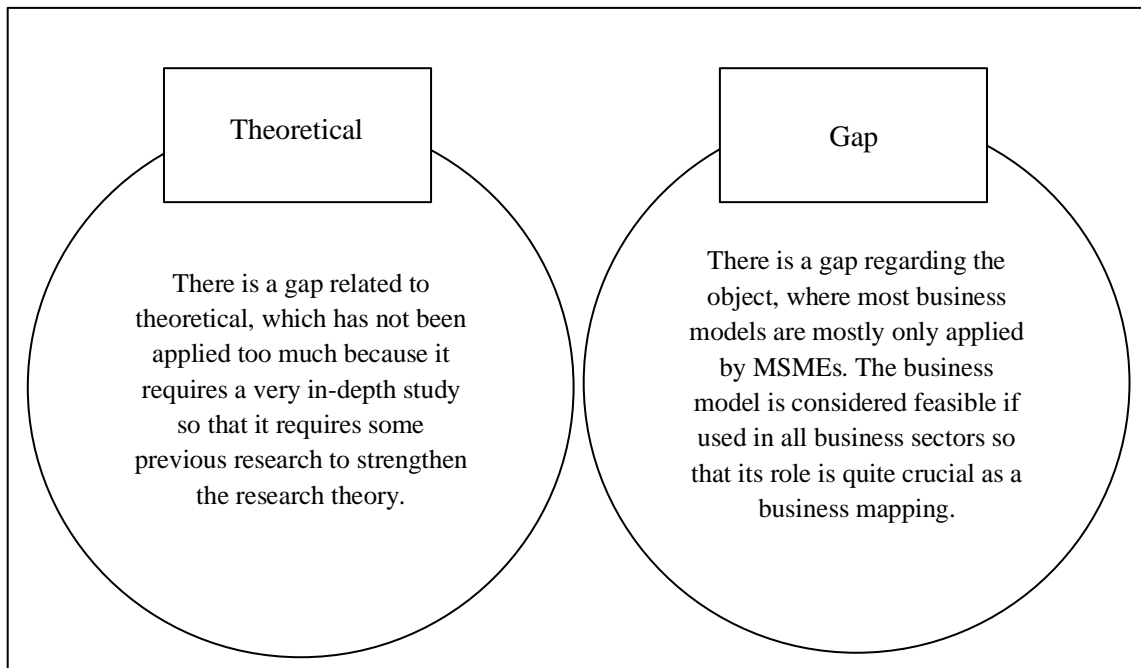 Theoretical
There is a gap related to
theoretical, which has not been
applied too much because it
requires a very in-depth study
so that it requires some
previous research to strengthen
the research theory.
Gap
There is a gap regarding the
object, where most business
models are mostly only applied
by MSMEs. The business
model is considered feasible if
used in all business sectors so
that its role is quite crucial as a
business mapping.